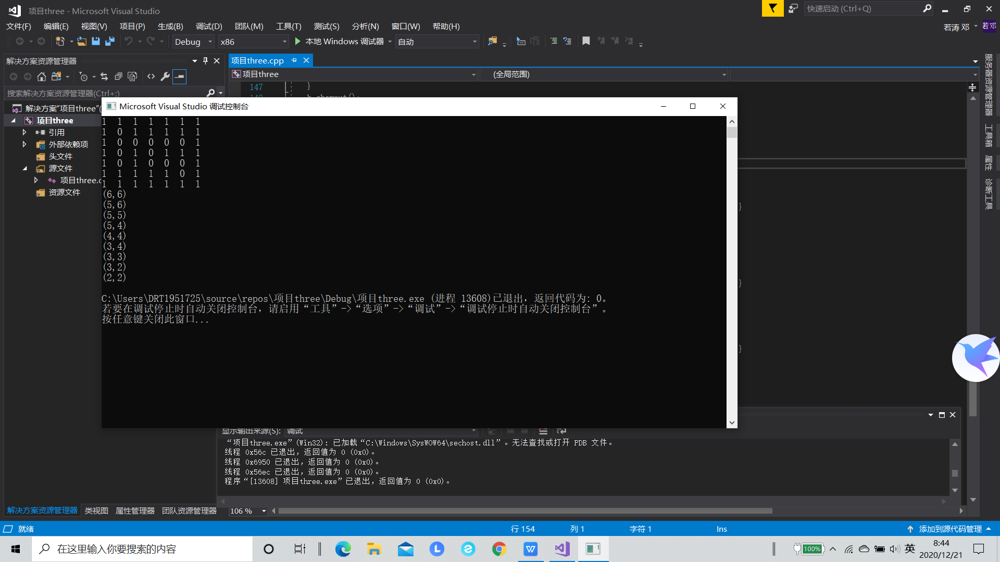 项目three - Microsoft Visual Studio
快速启动 (Ctrl+Q)
文件(F) 编辑(E) 视图(V) 项目(P) 生成(B) 调试(D) 团队(M) 工具(T) 测试(S) 分析(N) 窗口(W) 帮助(H)
若涛 邓
若邓
Debug x86 本地 Windows 调试器 自动
解决方案资源管理器
搜索解决方案资源管理器(Ctrl+;)
解决方案"项目three"(
项目three
引用
外部依赖项
头文件
源文件
项目three.c
资源文件
项目three.cpp
项目three (全局范围)
147 }
Microsoft Visual Studio 调试控制台
1 1 1 1 1 1 1
1 0 1 1 1 1 1
1 0 0 0 0 0 1
1 0 1 0 1 1 1
1 0 1 0 0 0 1
1 1 1 1 1 0 1
1 1 1 1 1 1 1
(6,6)
(5,6)
(5,5)
(5,4)
(4,4)
(3,4)
(3,3)
(3,2)
(2,2)
C:\Users\DRT1951725\source\repos\项目three\Debug\项目three.exe (进程 13608)已退出，返回代码为: 0。
若要在调试停止时自动关闭控制台，请启用“工具”->“选项”->“调试”->“调试停止时自动关闭控制台”。
按任意键关闭此窗口...
}
}
}
服务器资源管理器
工具箱
属性
诊断工具
显示输出来源(S): 调试
“项目three.exe”(Win32): 已加载“C:\Windows\SysWOW64\sechost.dll”。无法查找或打开 PDB 文件。
线程 0x56c 已退出，返回值为 0 (0x0)。
线程 0x6950 已退出，返回值为 0 (0x0)。
线程 0x56ec 已退出，返回值为 0 (0x0)。
程序“[13608] 项目three.exe”已退出，返回值为 0 (0x0)。
解决方案资源管理器 类视图 属性管理器 团队资源管理器
106 %
就绪 行 154 列 1 字符 1 Ins 添加到源代码管理
在这里输入你要搜索的内容
100%
英
8:44
2020/12/21